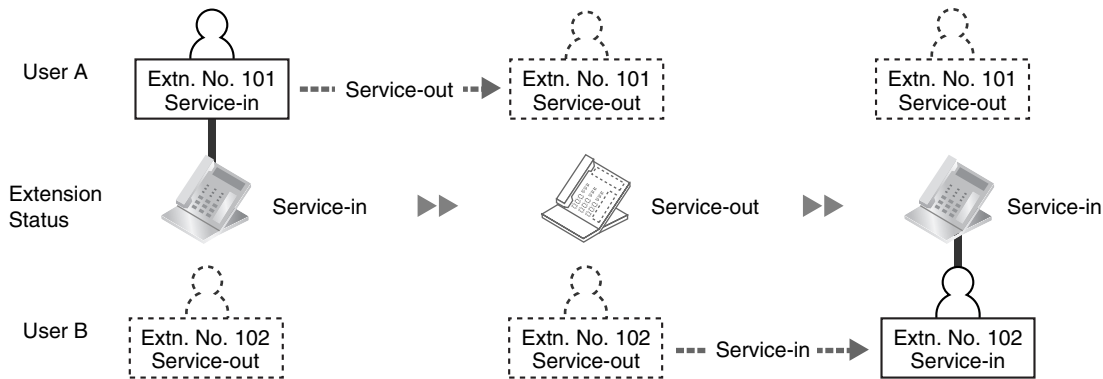 User A
Extn. No. 101
Service-in
Service-out
Extn. No. 101
Service-out
Extn. No. 101
Service-out
Extension
Status
Service-in
Service-out
Service-in
User B
Extn. No. 102
Service-out
Extn. No. 102
Service-out
Service-in
Extn. No. 102
Service-in